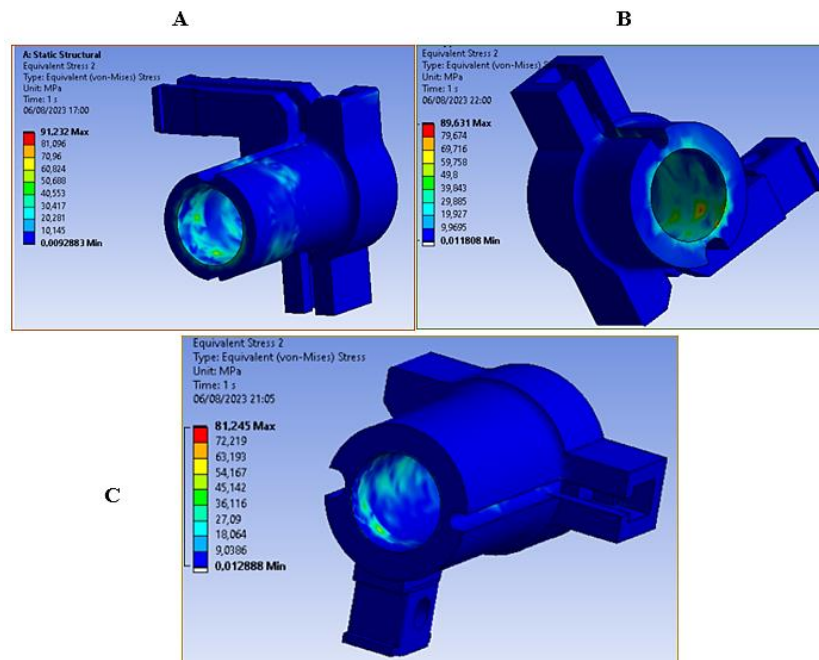 A
B
A: Static Structural
Equivalent Stress 2
Type: Equivalent (von-Mises) Stress
Unit: MPa
Time: 1 s
06/08/2023 17:00
91,232 Max
81,096
70,96
60,824
50,688
40,553
30,417
20,281
10,145
0,0092883 Min
Equivalent Stress 2
Type: Equivalent (von-Mises) Stress
Unit: MPa
Time: 1 s
06/08/2023 22:00
89,631 Max
79,674
69,716
59,758
49,8
39,843
29,885
19,927
9,9695
0,011808 Min
C
Equivalent Stress 2
Type: Equivalent (von-Mises) Stress
Unit: MPa
Time: 1 s
06/08/2023 21:05
81,245 Max
72,219
63,193
54,167
45,142
36,116
27,09
18,064
9,0386
0,012888 Min